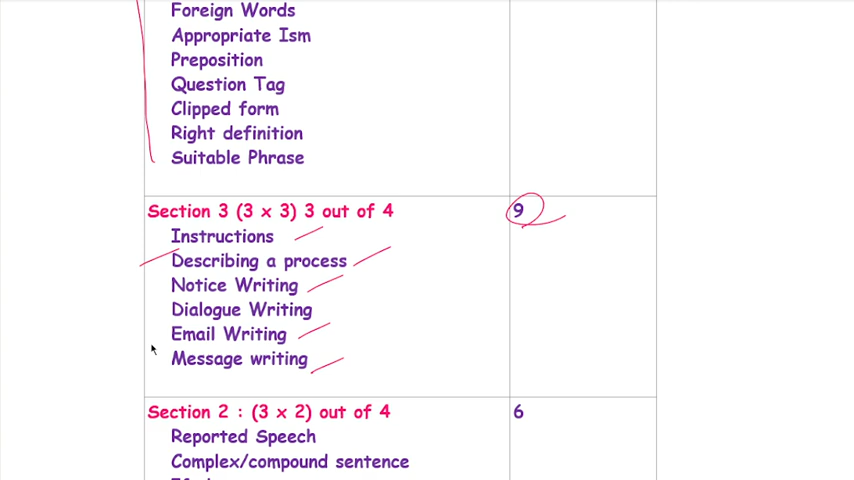 Foreign Words
Appropriate Ism
Preposition
Question Tag
Clipped form
Right definition
Suitable Phrase
Section 3 (3 x 3) 3 out of 4 9
Instructions
Describing a process
Notice Writing
Dialogue Writing
Email Writing
Message writing
Section 2 : (3 x 2) out of 4 6
Reported Speech
Complex/compound sentence